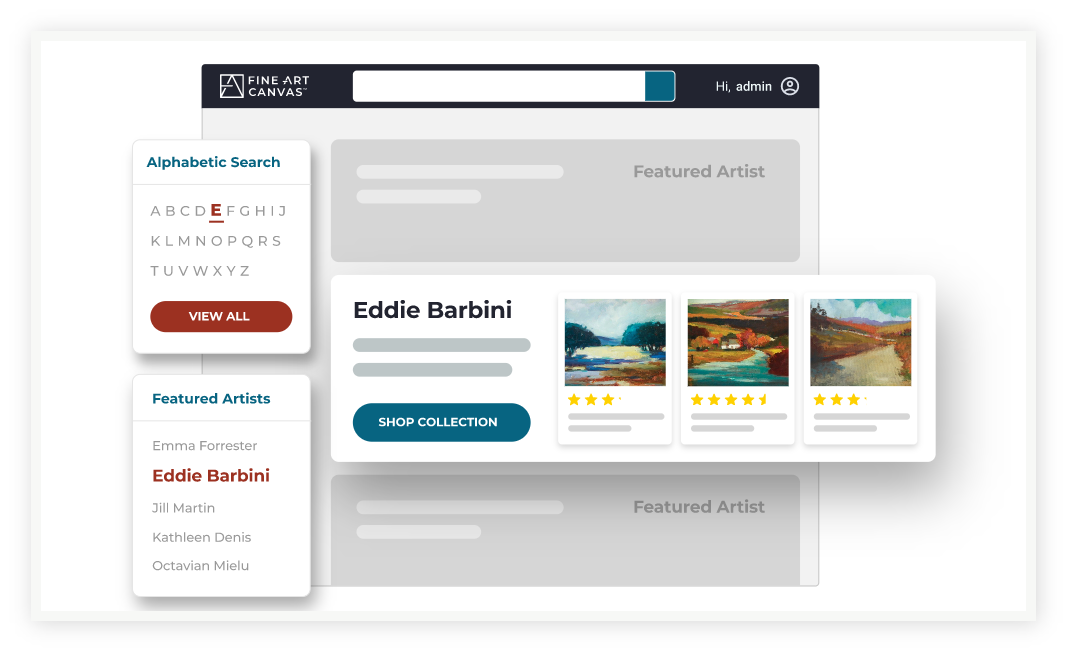 FINE ART
CANVAS™
Hi, admin
Alphabetic Search
A B C D E F G H I J
K L M N O P Q R S
T U V W X Y Z
VIEW ALL
Featured Artists
Emma Forrester
Eddie Barbini
Jill Martin
Kathleen Denis
Octavian Mielu
Featured Artist
Eddie Barbini
SHOP COLLECTION
Featured Artist